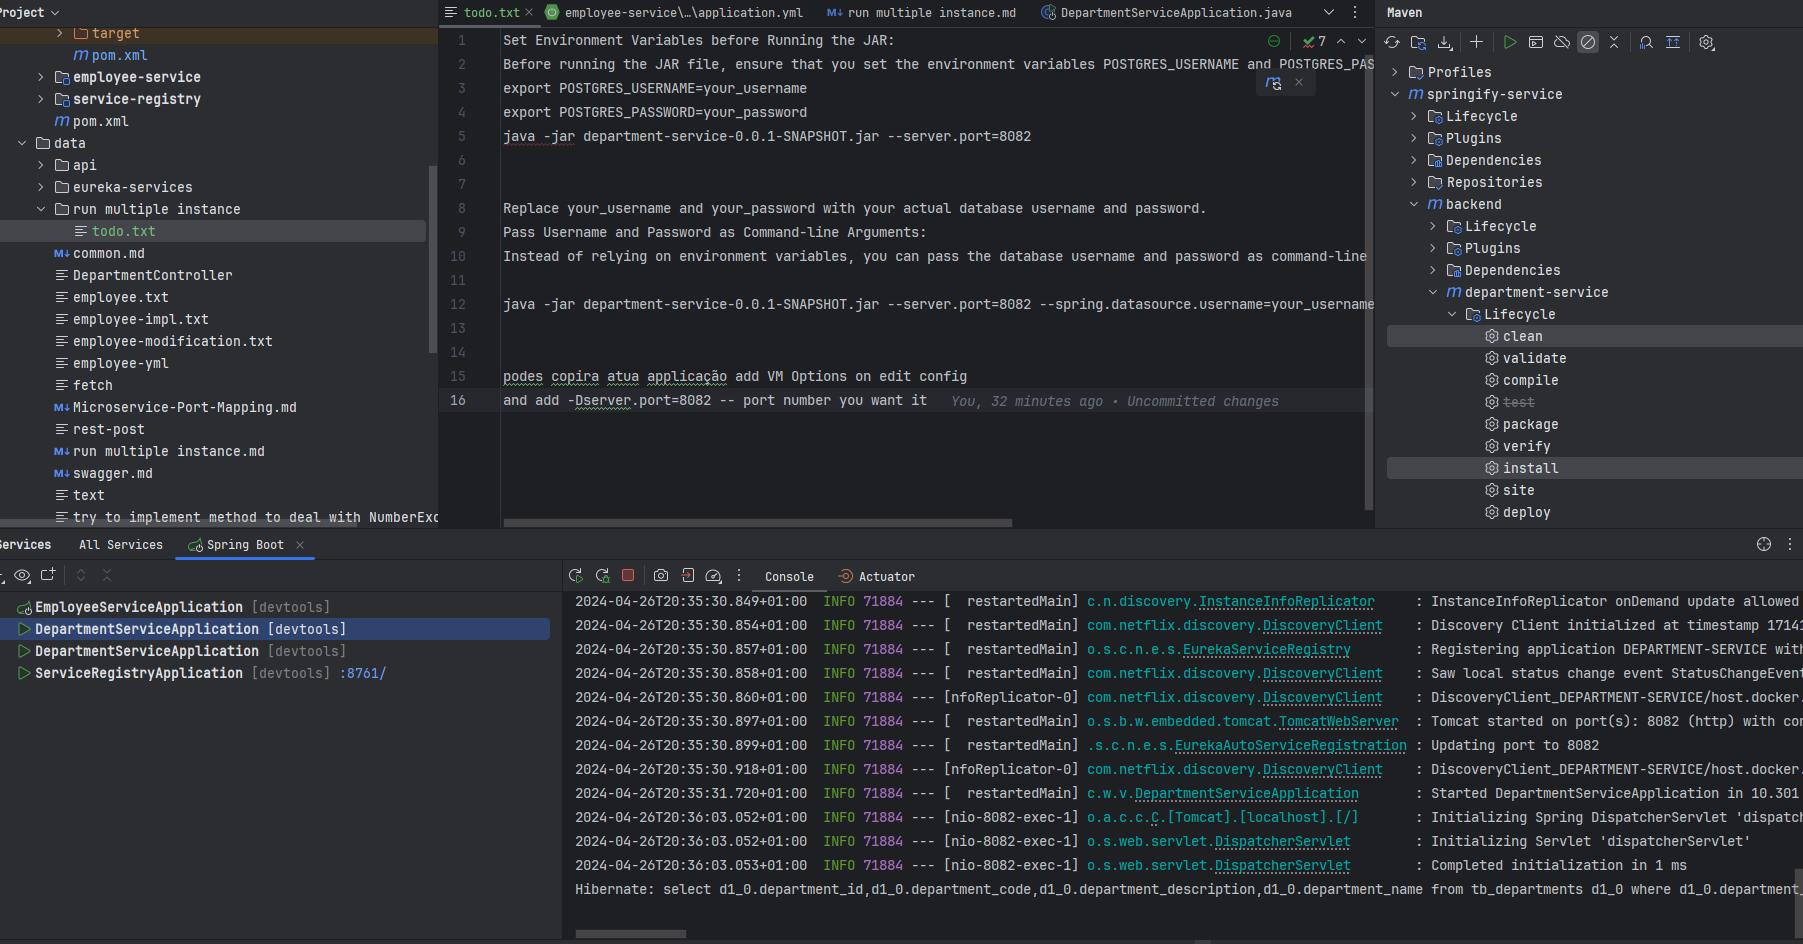 Project
target
pom.xml
employee-service
service-registry
pom.xml
data
api
eureka-services
run multiple instance
todo.txt
common.md
DepartmentController
employee.txt
employee-impl.txt
employee-modification.txt
employee-yml
fetch
Microservice-Port-Mapping.md
rest-post
run multiple instance.md
swagger.md
text
try to implement method to deal with NumberExc
todo.txt employee-service\...\application.yml run multiple instance.md DepartmentServiceApplication.java
7
1 Set Environment Variables before Running the JAR:
2 Before running the JAR file, ensure that you set the environment variables POSTGRES_USERNAME and POSTGRES_PAS
3 export POSTGRES_USERNAME=your_username
4 export POSTGRES_PASSWORD=your_password
5 java -jar department-service-0.0.1-SNAPSHOT.jar --server.port=8082
6
7
8 Replace your_username and your_password with your actual database username and password.
9 Pass Username and Password as Command-line Arguments:
10 Instead of relying on environment variables, you can pass the database username and password as command-line
11
12 java -jar department-service-0.0.1-SNAPSHOT.jar --server.port=8082 --spring.datasource.username=your_username
13
14
15 podes copira atua applicação add VM Options on edit config
16 and add -Dserver.port=8082 -- port number you want it You, 32 minutes ago • Uncommitted changes
Maven
Profiles
springify-service
Lifecycle
Plugins
Dependencies
Repositories
backend
Lifecycle
Plugins
Dependencies
department-service
Lifecycle
clean
validate
compile
test
package
verify
install
site
deploy
Services All Services Spring Boot
EmployeeServiceApplication [devtools]
DepartmentServiceApplication [devtools]
DepartmentServiceApplication [devtools]
ServiceRegistryApplication [devtools] :8761/
Console Actuator
2024-04-26T20:35:30.849+01:00 INFO 71884 --- [ restartedMain] c.n.discovery.InstanceInfoReplicator : InstanceInfoReplicator onDemand update allowed
2024-04-26T20:35:30.854+01:00 INFO 71884 --- [ restartedMain] com.netflix.discovery.DiscoveryClient : Discovery Client initialized at timestamp 17141
2024-04-26T20:35:30.857+01:00 INFO 71884 --- [ restartedMain] o.s.c.n.e.s.EurekaServiceRegistry : Registering application DEPARTMENT-SERVICE with
2024-04-26T20:35:30.858+01:00 INFO 71884 --- [ restartedMain] com.netflix.discovery.DiscoveryClient : Saw local status change event StatusChangeEvent
2024-04-26T20:35:30.860+01:00 INFO 71884 --- [nfoReplicator-0] com.netflix.discovery.DiscoveryClient : DiscoveryClient_DEPARTMENT-SERVICE/host.docker.
2024-04-26T20:35:30.897+01:00 INFO 71884 --- [ restartedMain] o.s.b.w.embedded.tomcat.TomcatWebServer : Tomcat started on port(s): 8082 (http) with con
2024-04-26T20:35:30.899+01:00 INFO 71884 --- [ restartedMain] .s.c.n.e.s.EurekaAutoServiceRegistration : Updating port to 8082
2024-04-26T20:35:30.918+01:00 INFO 71884 --- [nfoReplicator-0] com.netflix.discovery.DiscoveryClient : DiscoveryClient_DEPARTMENT-SERVICE/host.docker.
2024-04-26T20:35:31.720+01:00 INFO 71884 --- [ restartedMain] c.w.v.DepartmentServiceApplication : Started DepartmentServiceApplication in 10.301
2024-04-26T20:36:03.052+01:00 INFO 71884 --- [nio-8082-exec-1] o.a.c.c.C.[Tomcat].[localhost].[/] : Initializing Spring DispatcherServlet 'dispatch
2024-04-26T20:36:03.052+01:00 INFO 71884 --- [nio-8082-exec-1] o.s.web.servlet.DispatcherServlet : Initializing Servlet 'dispatcherServlet'
2024-04-26T20:36:03.053+01:00 INFO 71884 --- [nio-8082-exec-1] o.s.web.servlet.DispatcherServlet : Completed initialization in 1 ms
Hibernate: select d1_0.department_id,d1_0.department_code,d1_0.department_description,d1_0.department_name from tb_departments d1_0 where d1_0.department_